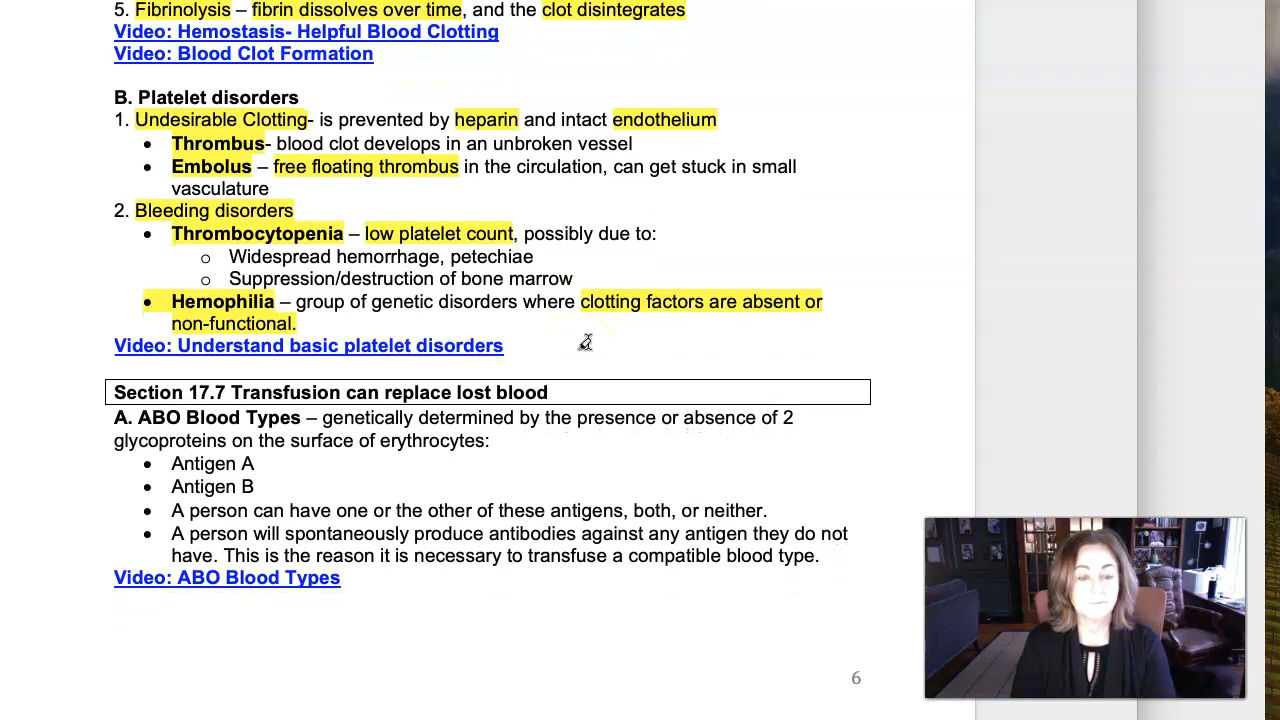 5. Fibrinolysis – fibrin dissolves over time, and the clot disintegrates
Video: Hemostasis- Helpful Blood Clotting
Video: Blood Clot Formation
B. Platelet disorders
1. Undesirable Clotting- is prevented by heparin and intact endothelium
• Thrombus- blood clot develops in an unbroken vessel
• Embolus – free floating thrombus in the circulation, can get stuck in small
vasculature
2. Bleeding disorders
• Thrombocytopenia – low platelet count, possibly due to:
o Widespread hemorrhage, petechiae
o Suppression/destruction of bone marrow
• Hemophilia – group of genetic disorders where clotting factors are absent or
non-functional.
Video: Understand basic platelet disorders
Section 17.7 Transfusion can replace lost blood
A. ABO Blood Types – genetically determined by the presence or absence of 2
glycoproteins on the surface of erythrocytes:
• Antigen A
• Antigen B
• A person can have one or the other of these antigens, both, or neither.
• A person will spontaneously produce antibodies against any antigen they do not
have. This is the reason it is necessary to transfuse a compatible blood type.
Video: ABO Blood Types
6